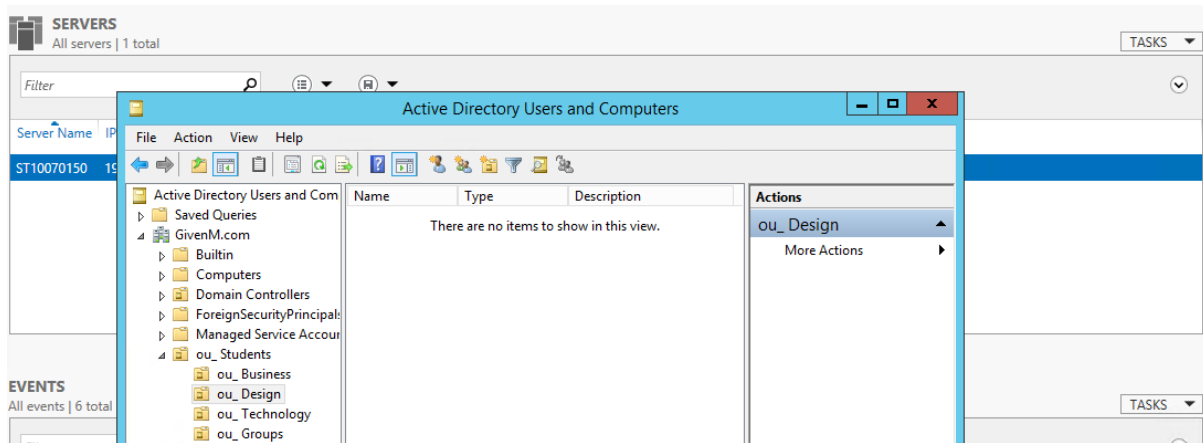 SERVERS
All servers | 1 total
TASKS
Filter
Active Directory Users and Computers
Server Name IP
File Action View Help
ST10070150 19
Active Directory Users and Com
Name Type Description
Actions
Saved Queries
There are no items to show in this view.
ou_ Design
GivenM.com
Builtin
More Actions
Computers
Domain Controllers
ForeignSecurityPrincipals
Managed Service Accour
ou_ Students
ou_ Business
ou_ Design
ou_ Technology
ou_ Groups
EVENTS
All events | 6 total
TASKS